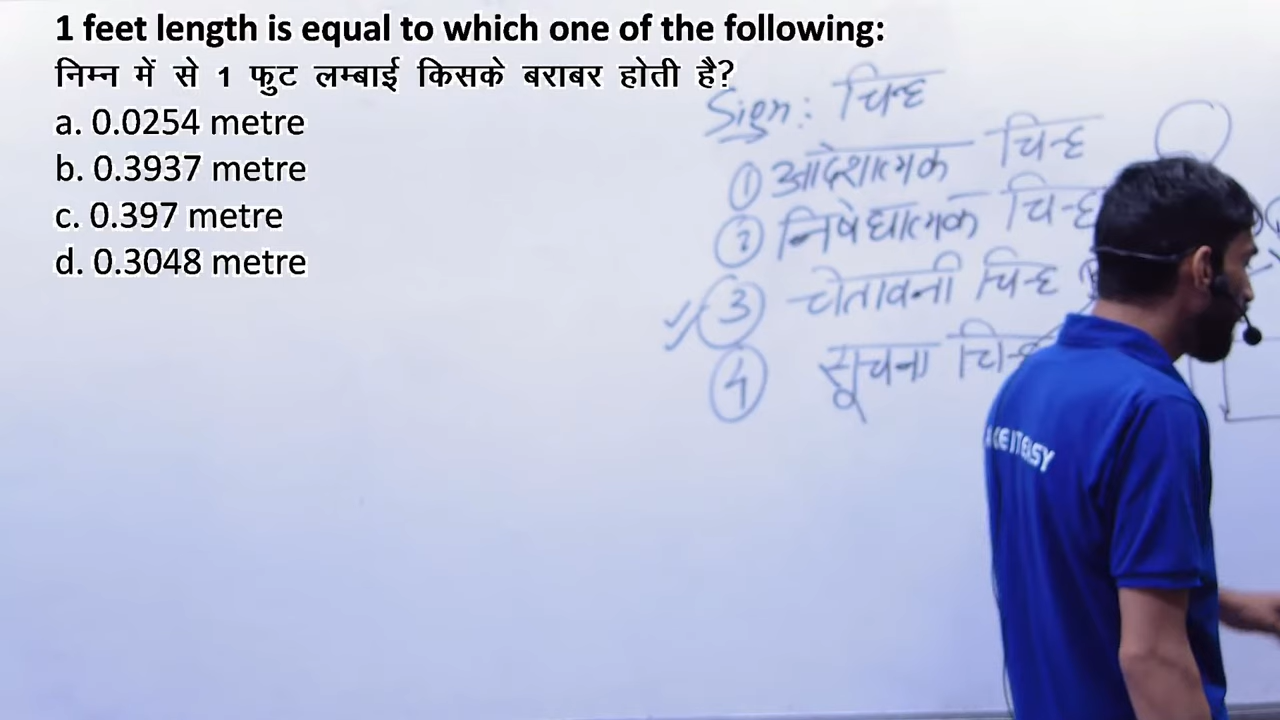 1 feet length is equal to which one of the following:
निम्न में से 1 फुट लम्बाई किसके बराबर होती है?
a. 0.0254 metre
b. 0.3937 metre
c. 0.397 metre
d. 0.3048 metre
Sign: चिन्ह
① आदेशात्मक चिन्ह
② निषेधात्मक चिन्ह
③ चेतावनी चिन्ह
④ सूचना चिन्ह